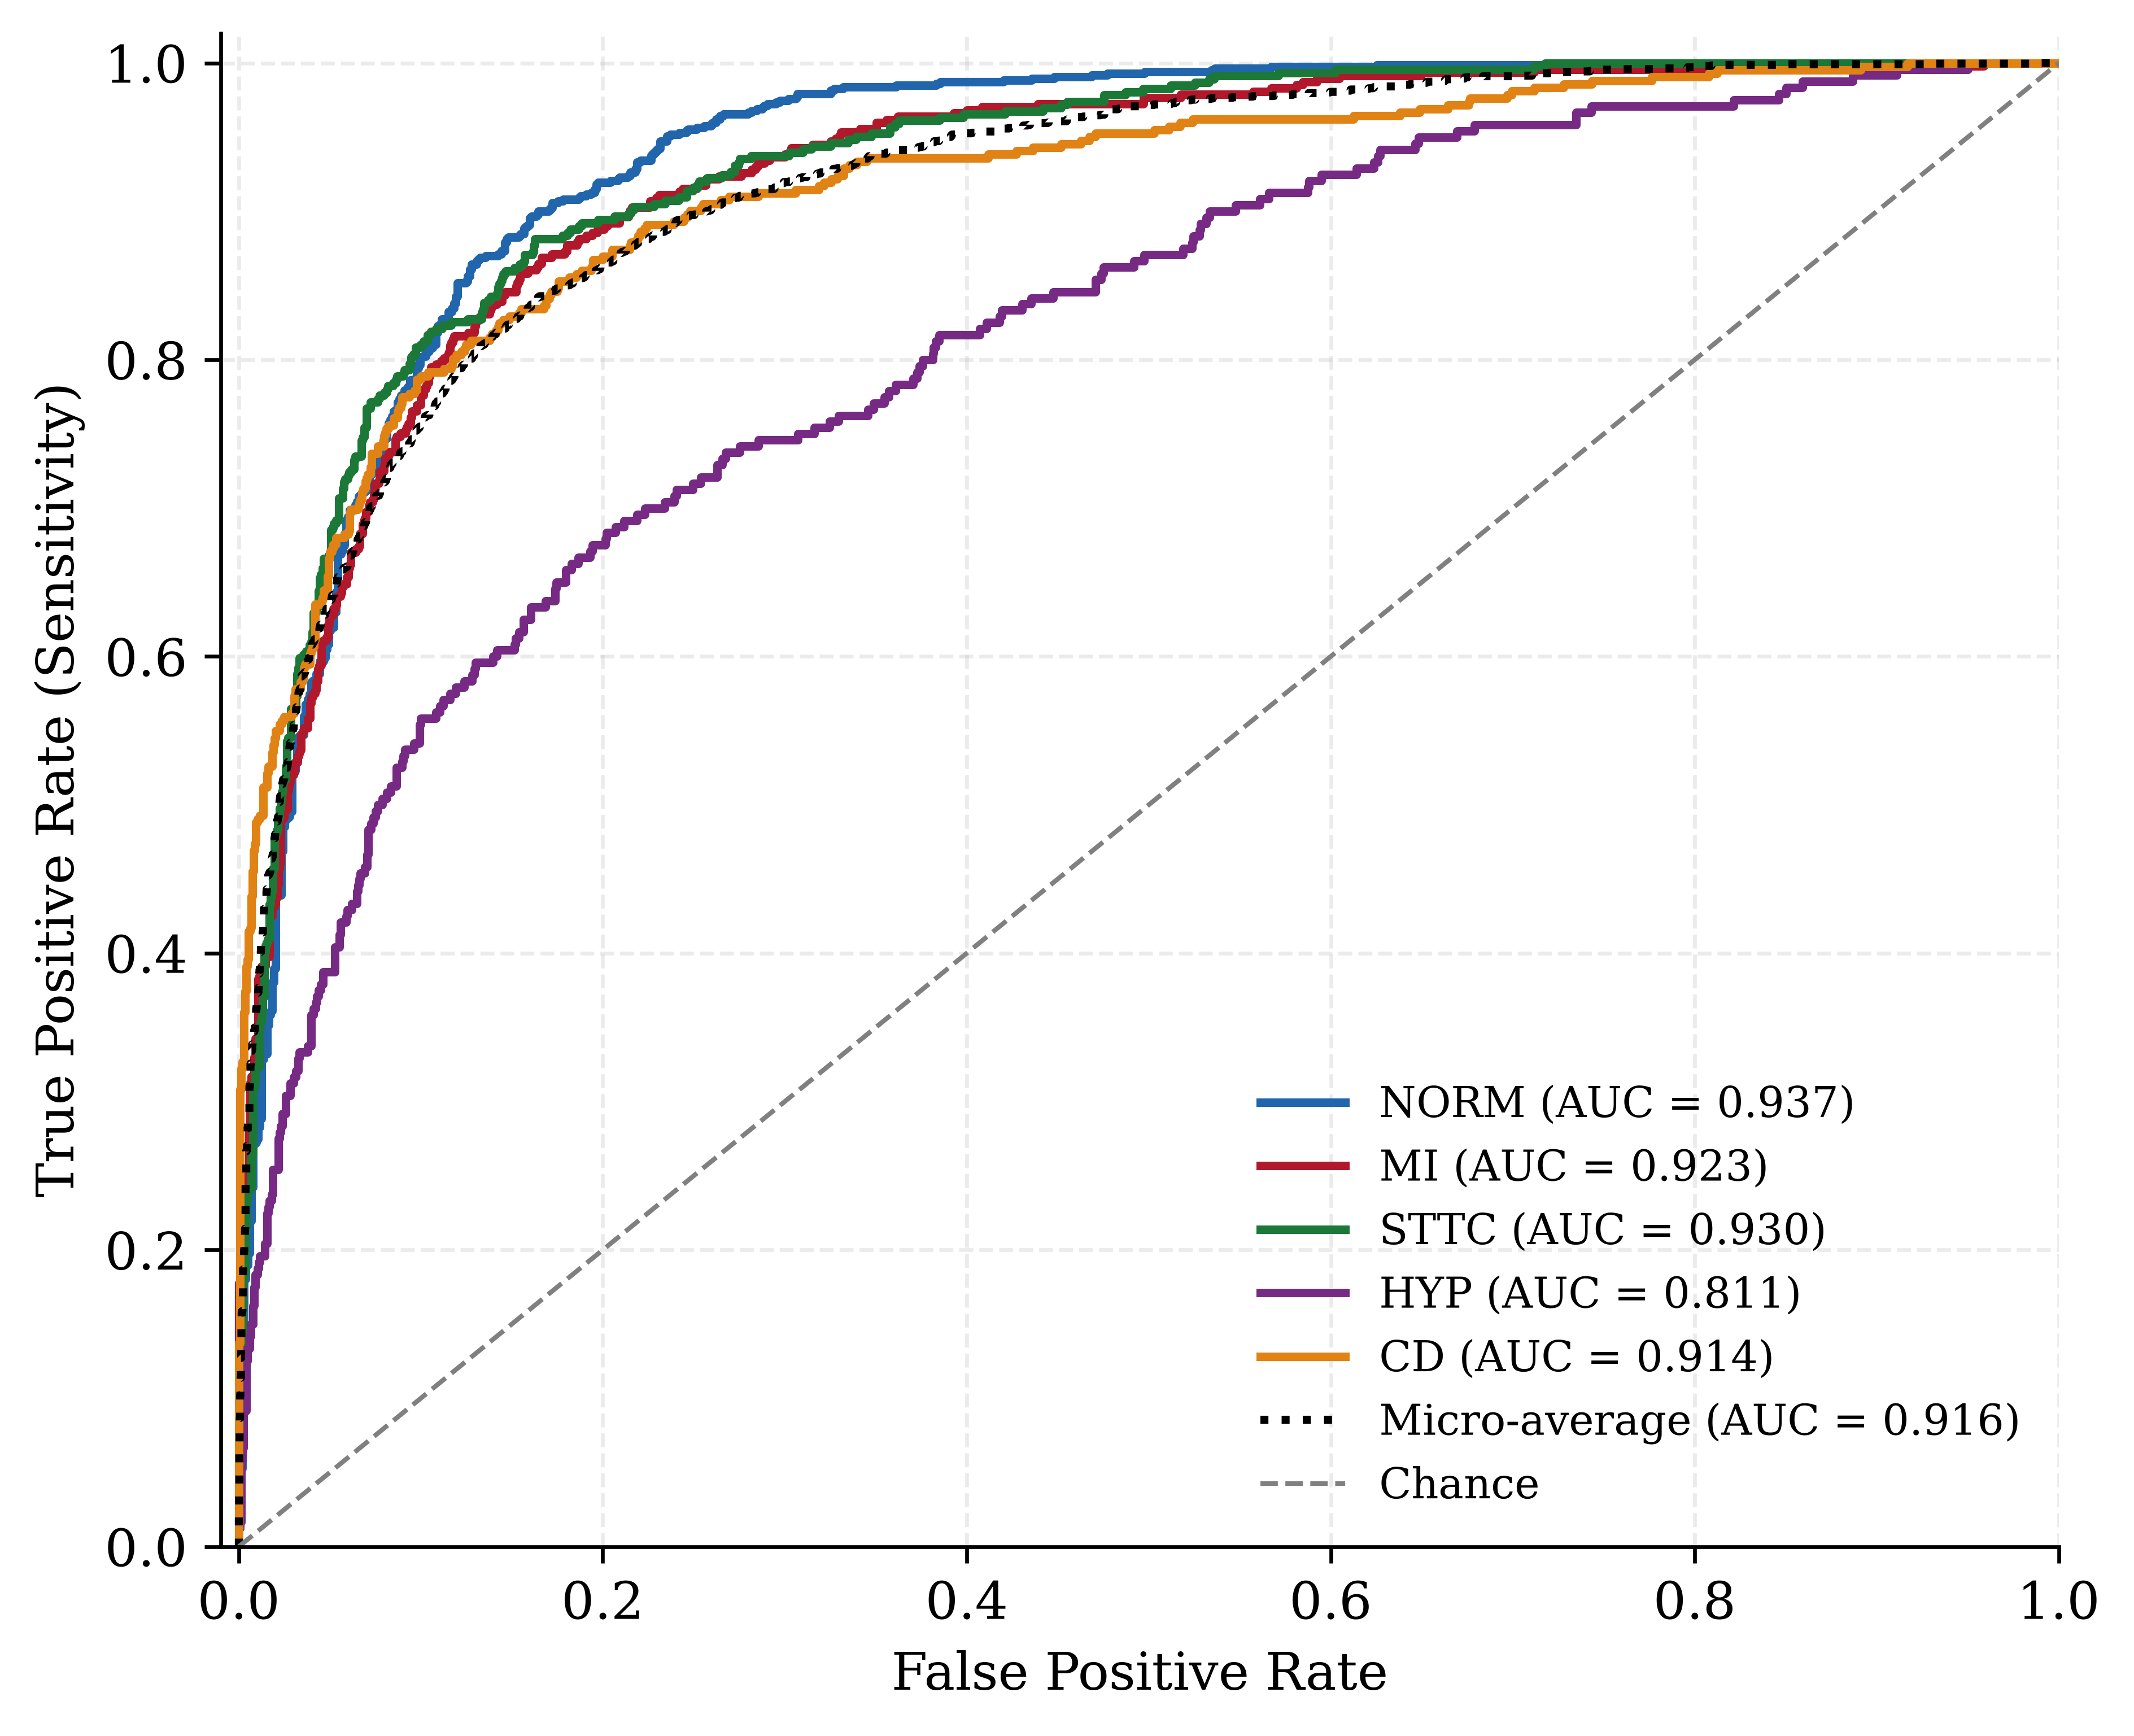 1.0
0.8
0.6
0.4
0.2
0.0
True Positive Rate (Sensitivity)
NORM (AUC = 0.937)
MI (AUC = 0.923)
STTC (AUC = 0.930)
HYP (AUC = 0.811)
CD (AUC = 0.914)
Micro-average (AUC = 0.916)
Chance
0.0 0.2 0.4 0.6 0.8 1.0
False Positive Rate